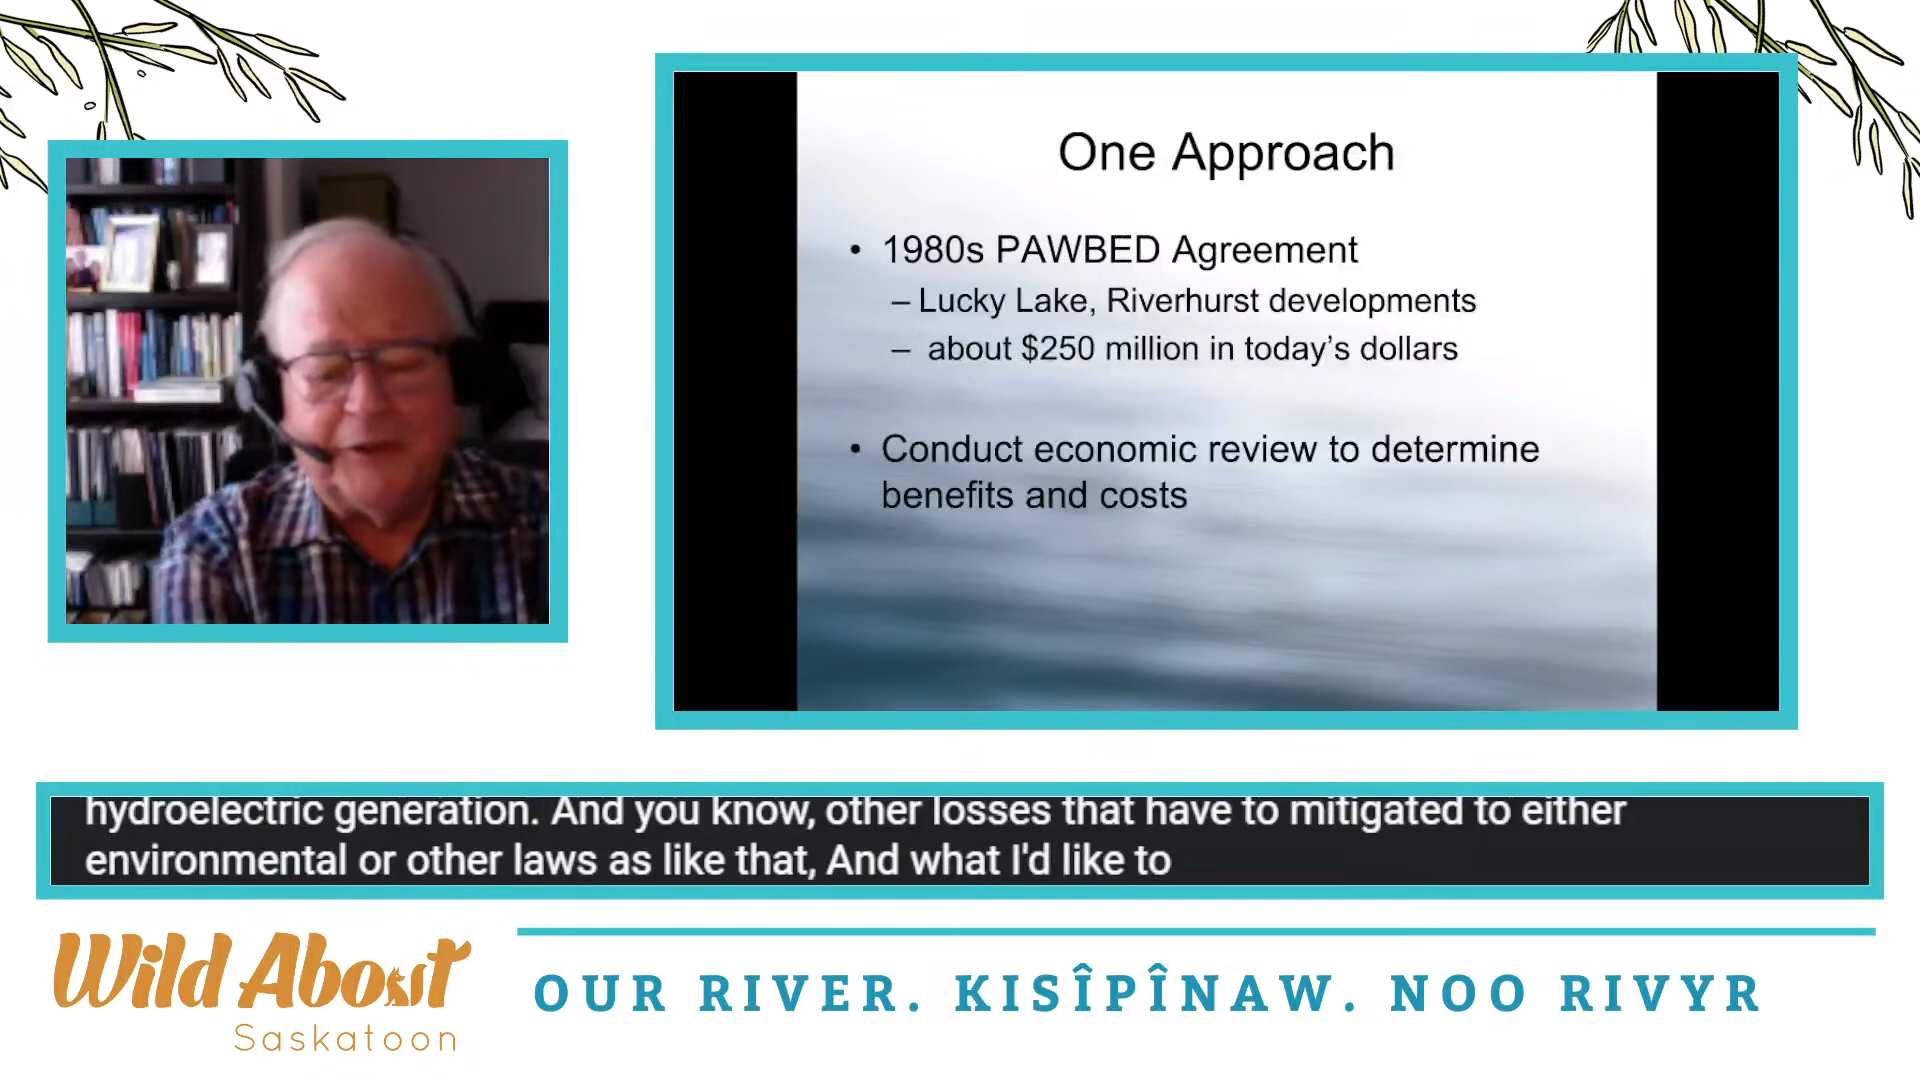 One Approach
• 1980s PAWBED Agreement
– Lucky Lake, Riverhurst developments
– about $250 million in today’s dollars
• Conduct economic review to determine
benefits and costs
hydroelectric generation. And you know, other losses that have to mitigated to either
environmental or other laws as like that, And what I'd like to
Wild About
Saskatoon
OUR RIVER. KISÎPÎNAW. NOO RIVYR